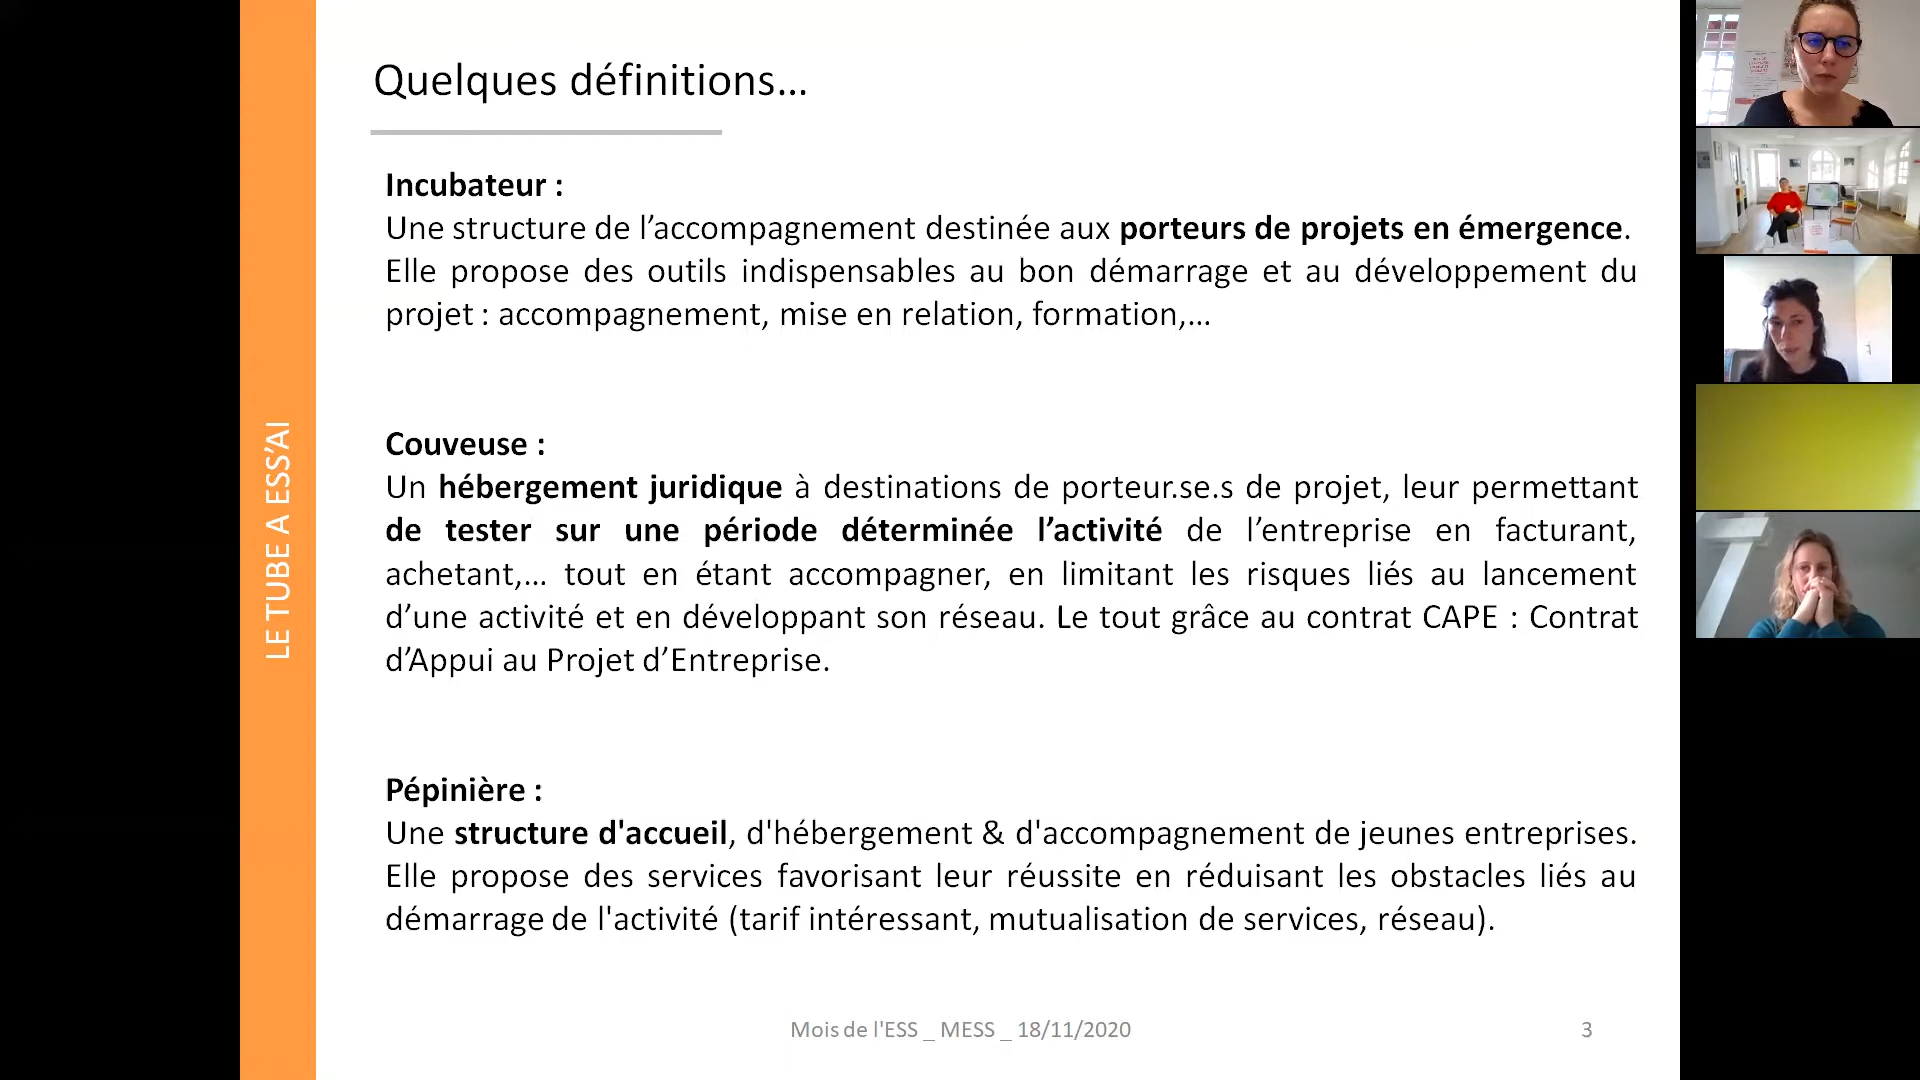 Quelques définitions...
Incubateur :
Une structure de l’accompagnement destinée aux porteurs de projets en émergence.
Elle propose des outils indispensables au bon démarrage et au développement du
projet : accompagnement, mise en relation, formation,...
Couveuse :
Un hébergement juridique à destinations de porteur.se.s de projet, leur permettant
de tester sur une période déterminée l’activité de l’entreprise en facturant,
achetant,... tout en étant accompagner, en limitant les risques liés au lancement
d’une activité et en développant son réseau. Le tout grâce au contrat CAPE : Contrat
d’Appui au Projet d’Entreprise.
Pépinière :
Une structure d'accueil, d'hébergement & d'accompagnement de jeunes entreprises.
Elle propose des services favorisant leur réussite en réduisant les obstacles liés au
démarrage de l'activité (tarif intéressant, mutualisation de services, réseau).
LE TUBE A ESS’AI
Mois de l'ESS _ MESS _ 18/11/2020
3